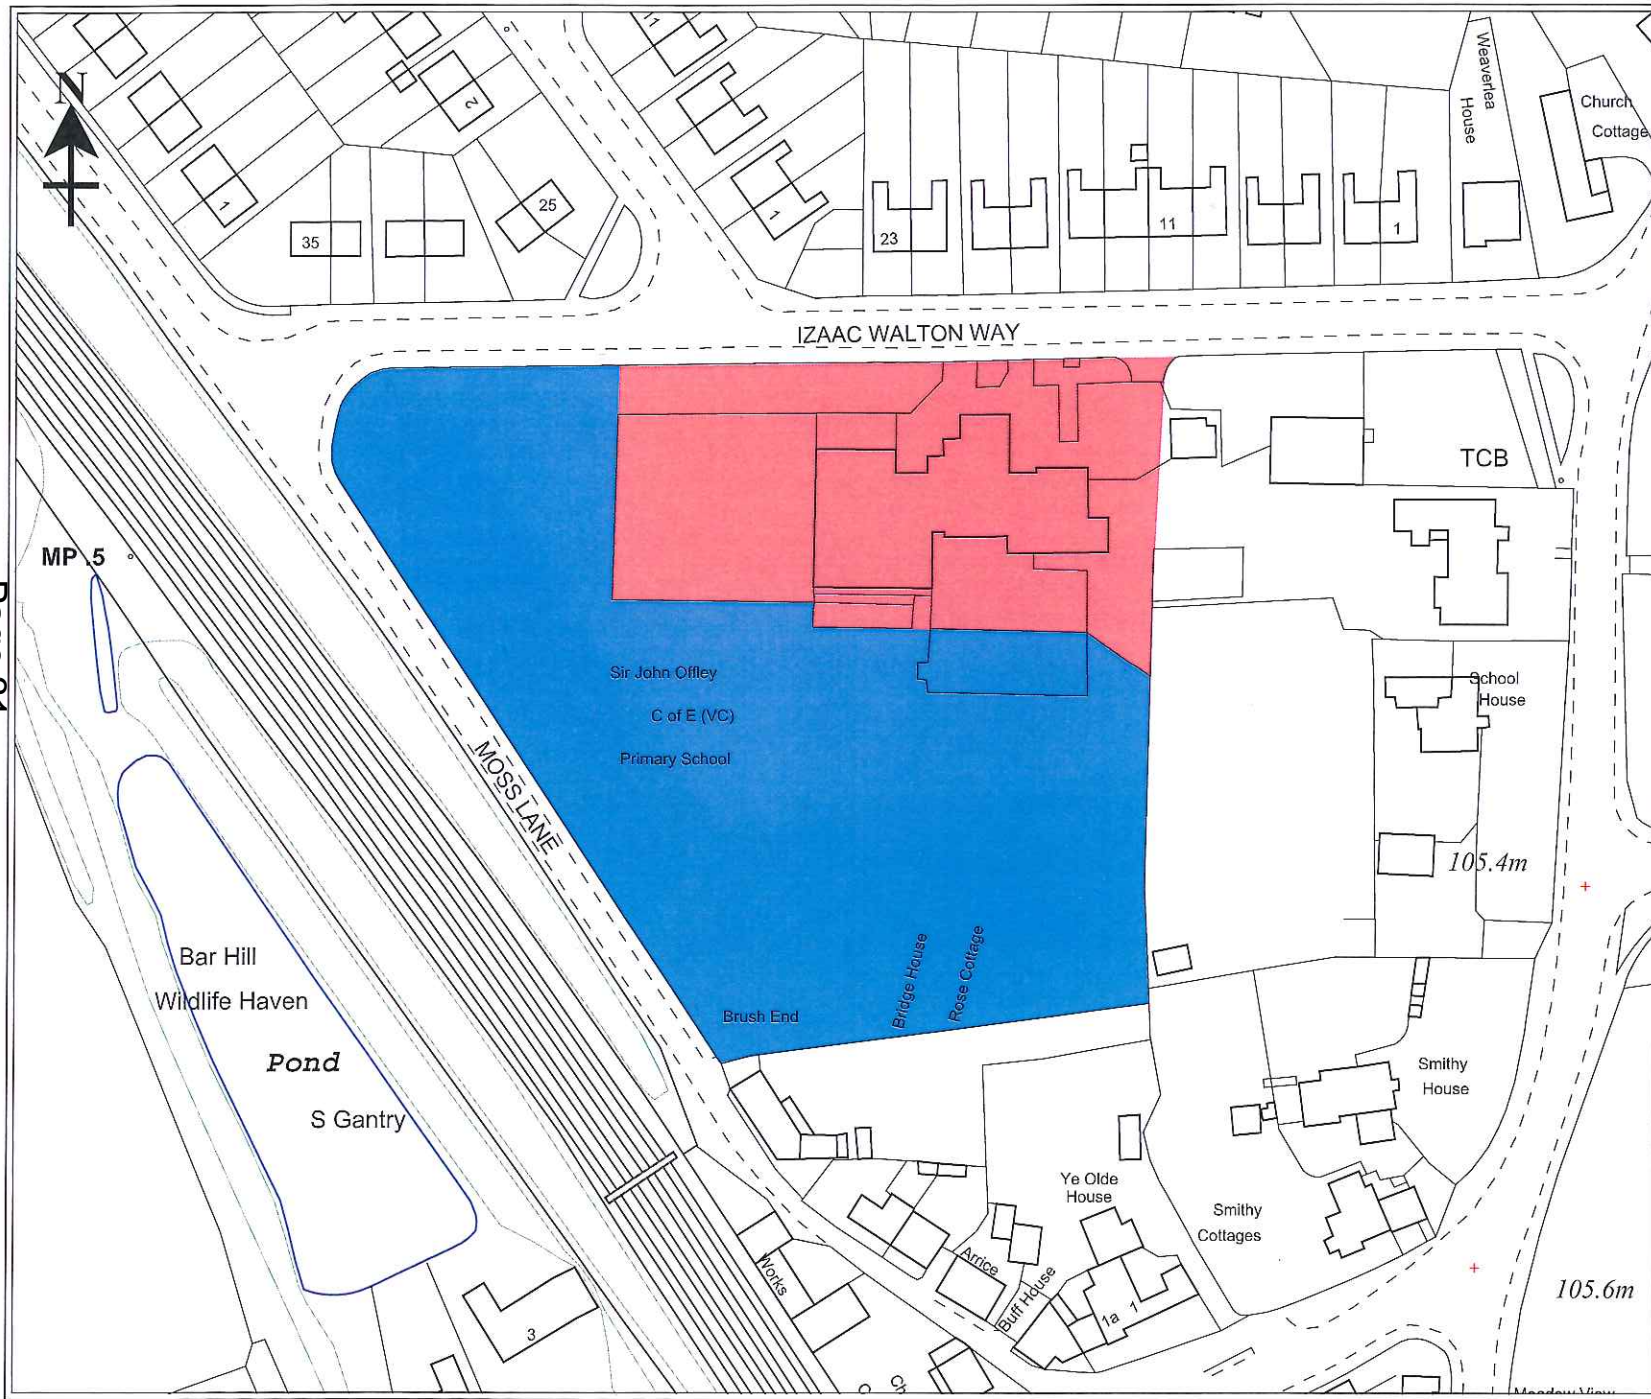 N
2
1
35
25
11
1
23
11
1
Weaverlea
House
Church
Cottage
IZAAC WALTON WAY
TCB
MP .5
Sir John Offley
C of E (VC)
Primary School
MOSS LANE
School
House
105.4m
Bar Hill
Wildlife Haven
Pond
S Gantry
Brush End
Bridge House
Rose Cottage
Smithy
House
Ye Olde
House
Smithy
Cottages
Works
Arrice
Buff House
1a
1
3
105.6m